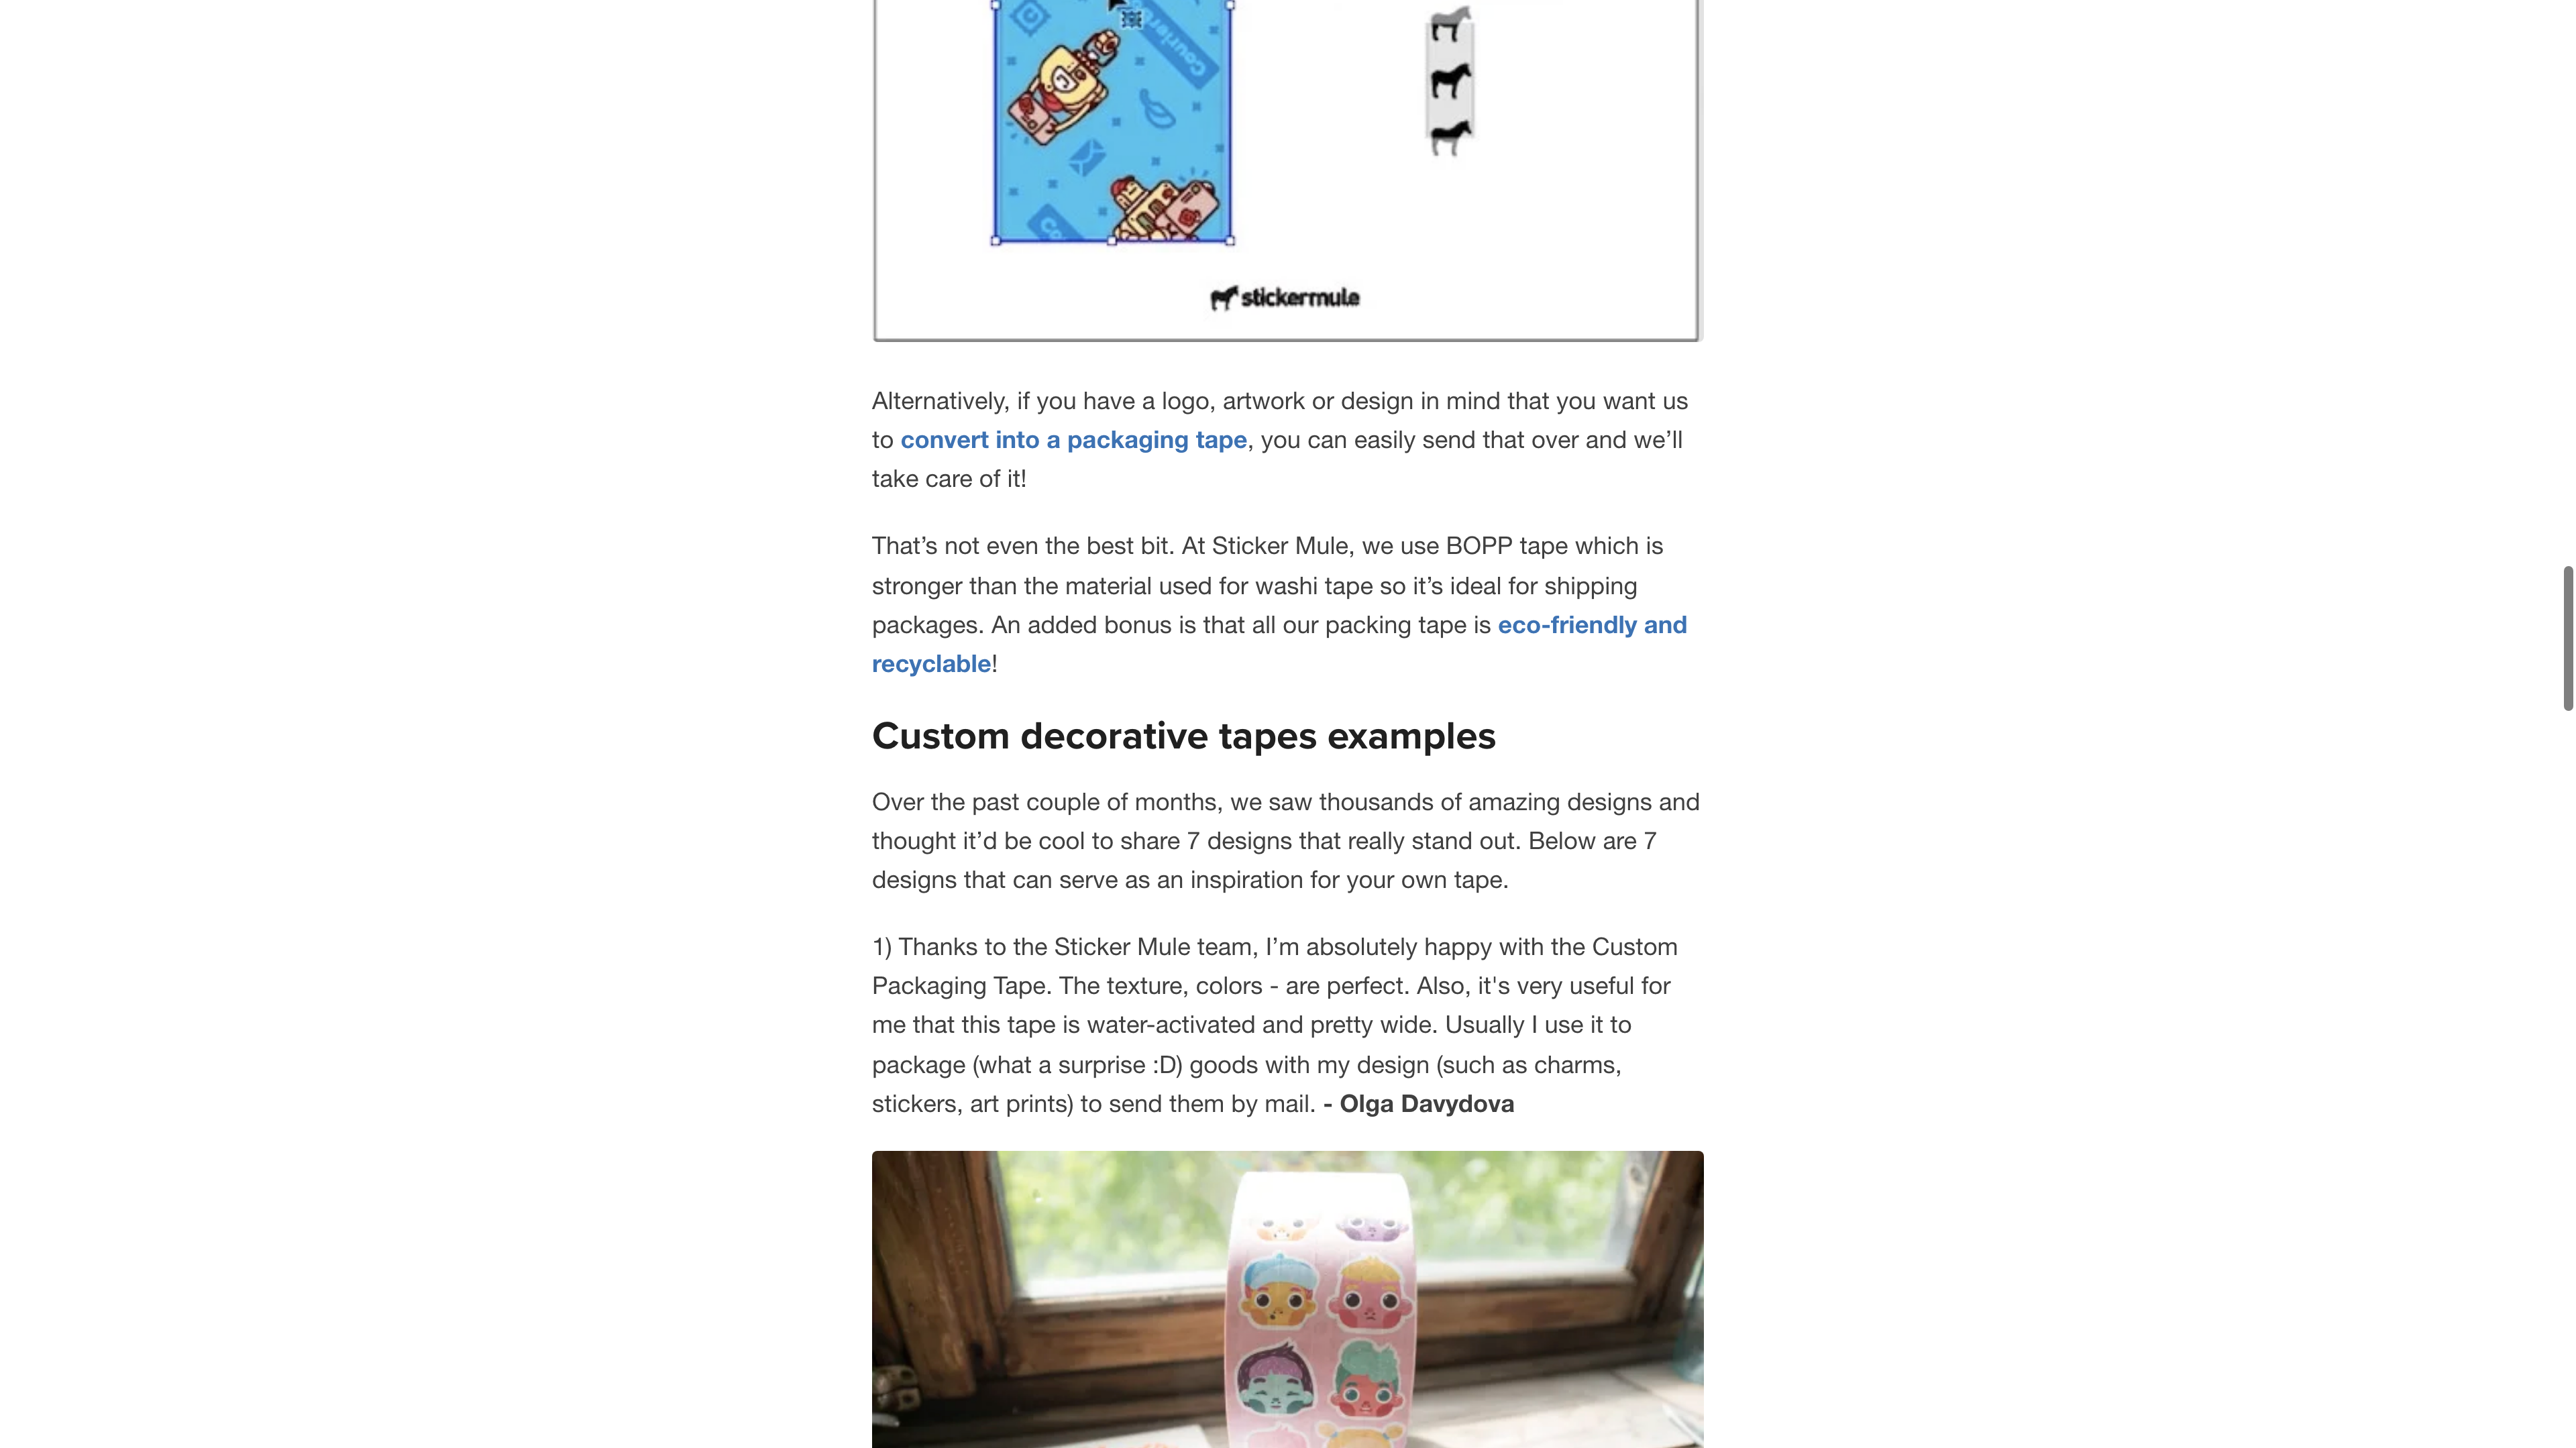 Courier
Co
stickermule
Alternatively, if you have a logo, artwork or design in mind that you want us
to convert into a packaging tape, you can easily send that over and we’ll
take care of it!
That’s not even the best bit. At Sticker Mule, we use BOPP tape which is
stronger than the material used for washi tape so it’s ideal for shipping
packages. An added bonus is that all our packing tape is eco-friendly and
recyclable!
Custom decorative tapes examples
Over the past couple of months, we saw thousands of amazing designs and
thought it’d be cool to share 7 designs that really stand out. Below are 7
designs that can serve as an inspiration for your own tape.
1) Thanks to the Sticker Mule team, I’m absolutely happy with the Custom
Packaging Tape. The texture, colors - are perfect. Also, it's very useful for
me that this tape is water-activated and pretty wide. Usually I use it to
package (what a surprise :D) goods with my design (such as charms,
stickers, art prints) to send them by mail. - Olga Davydova